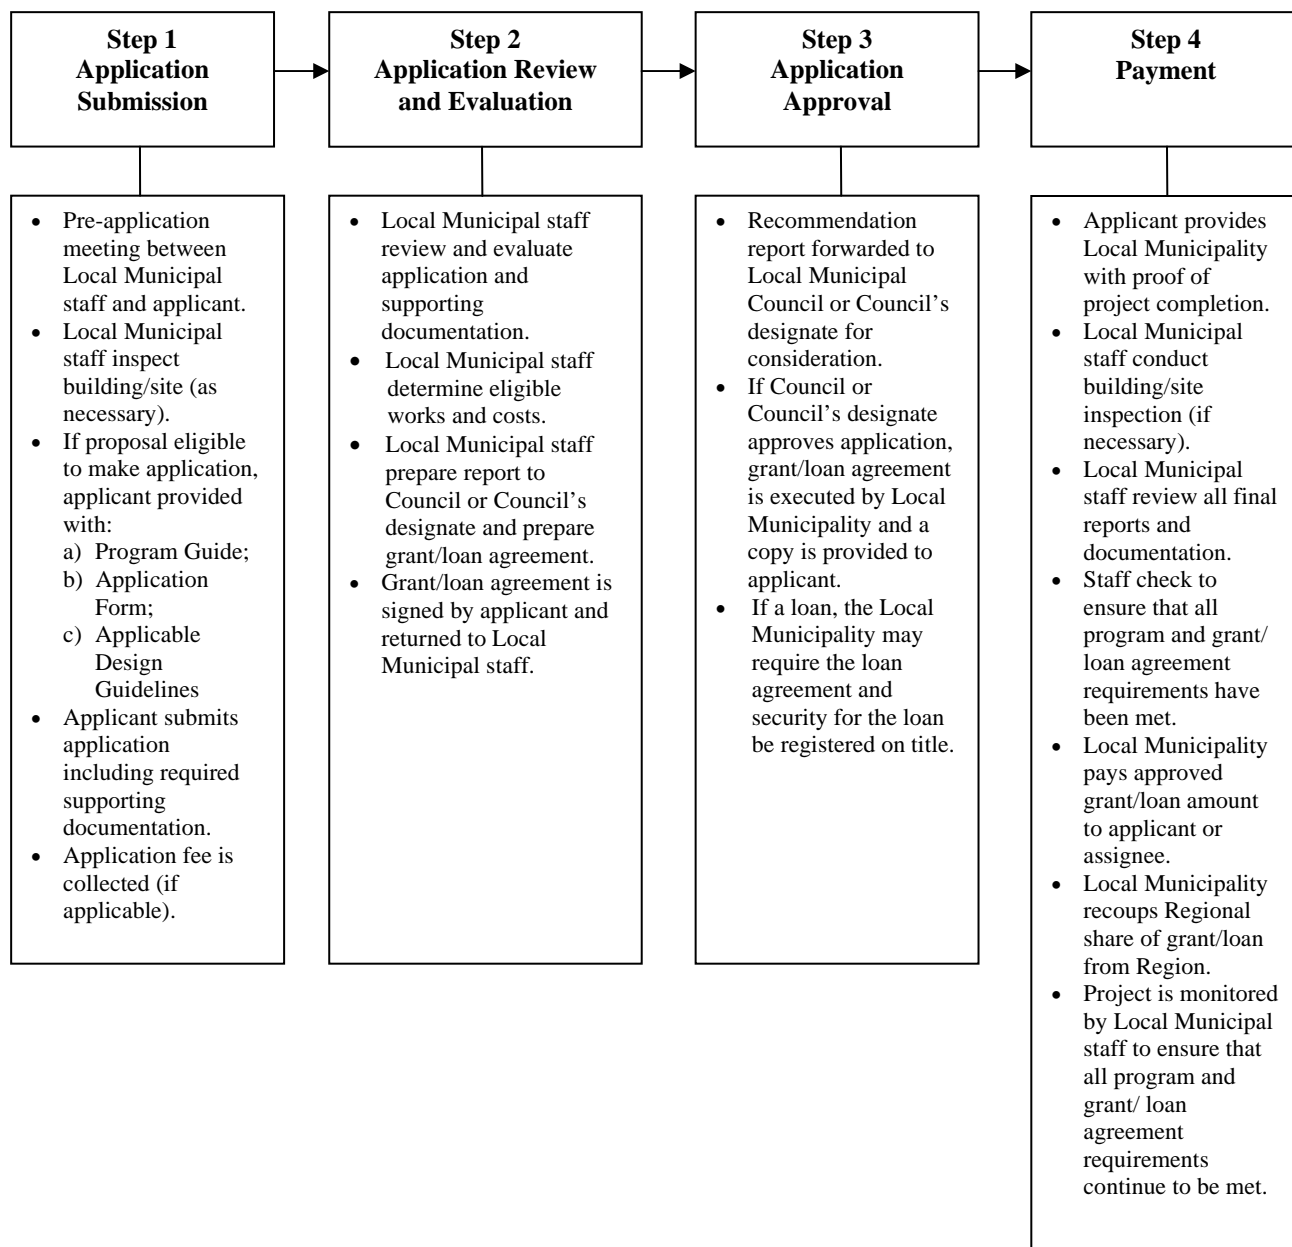 Step 1
Application
Submission
Step 2
Application Review
and Evaluation
Step 3
Application
Approval
Step 4
Payment
• Pre-application
meeting between
Local Municipal
staff and applicant.
• Local Municipal
staff inspect
building/site (as
necessary).
• If proposal eligible
to make application,
applicant provided
with:
a) Program Guide;
b) Application
Form;
c) Applicable
Design
Guidelines
• Applicant submits
application
including required
supporting
documentation.
• Application fee is
collected (if
applicable).
• Local Municipal staff
review and evaluate
application and
supporting
documentation.
• Local Municipal staff
determine eligible
works and costs.
• Local Municipal staff
prepare report to
Council or Council’s
designate and prepare
grant/loan agreement.
• Grant/loan agreement is
signed by applicant and
returned to Local
Municipal staff.
• Recommendation
report forwarded to
Local Municipal
Council or Council’s
designate for
consideration.
• If Council or
Council’s designate
approves application,
grant/loan agreement
is executed by Local
Municipality and a
copy is provided to
applicant.
• If a loan, the Local
Municipality may
require the loan
agreement and
security for the loan
be registered on title.
• Applicant provides
Local Municipality
with proof of
project completion.
• Local Municipal
staff conduct
building/site
inspection (if
necessary).
• Local Municipal
staff review all final
reports and
documentation.
• Staff check to
ensure that all
program and grant/
loan agreement
requirements have
been met.
• Local Municipality
pays approved
grant/loan amount
to applicant or
assignee.
• Local Municipality
recoups Regional
share of grant/loan
from Region.
• Project is monitored
by Local Municipal
staff to ensure that
all program and
grant/ loan
agreement
requirements
continue to be met.